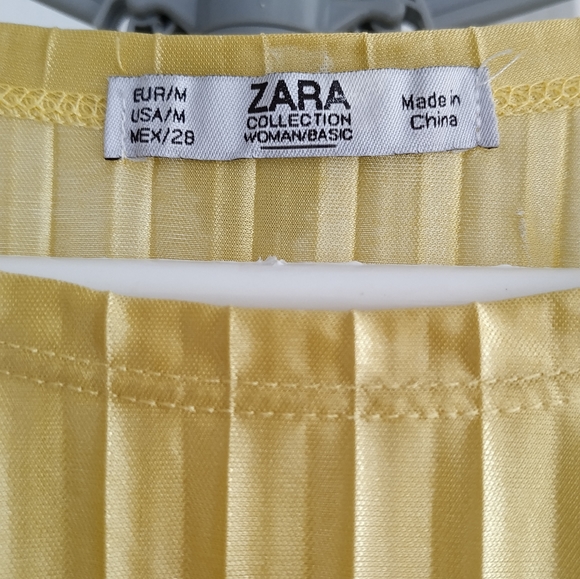 EUR/M
USA/M
MEX/28
ZARA
COLLECTION
WOMAN/BASIC
Made in
China